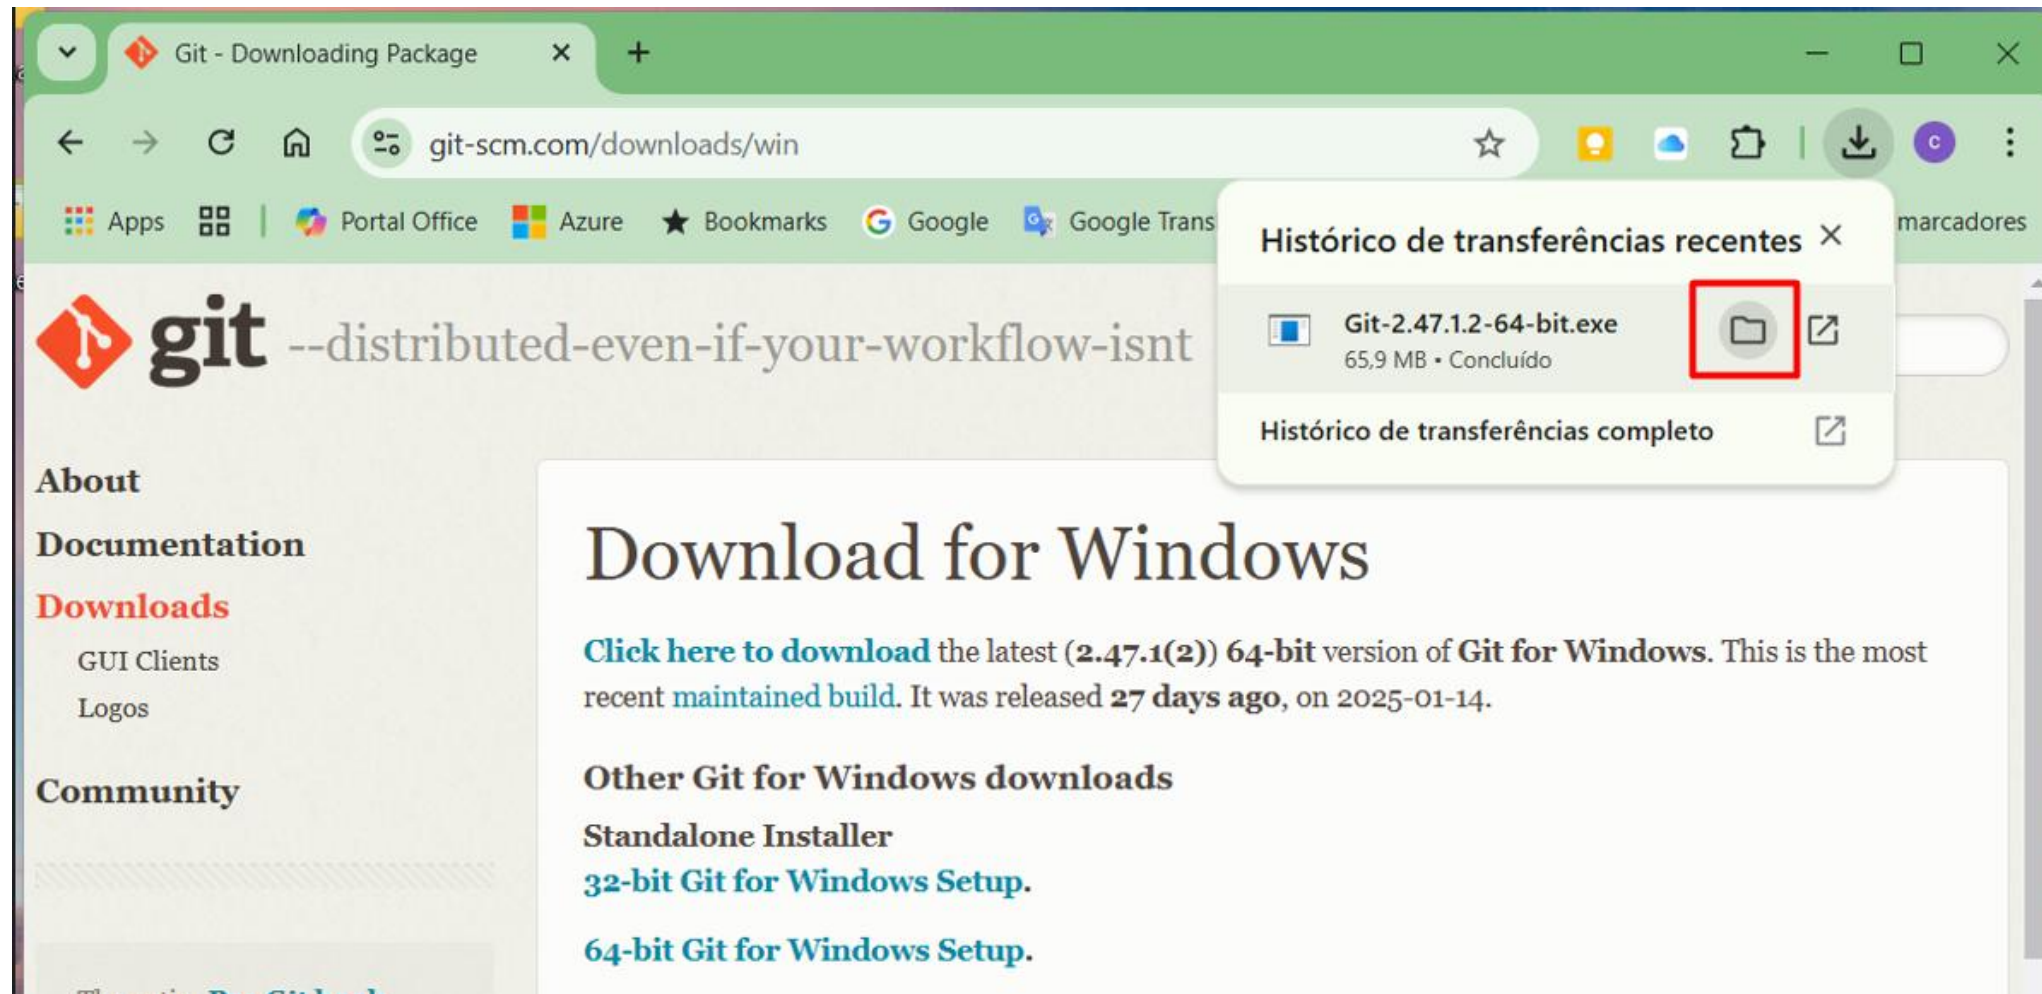 Git - Downloading Package
git-scm.com/downloads/win
C
Apps
Portal Office
Azure
Bookmarks
Google
Google Trans
marcadores
Histórico de transferências recentes
Git-2.47.1.2-64-bit.exe
65,9 MB • Concluído
Histórico de transferências completo
git --distributed-even-if-your-workflow-isnt
About
Documentation
Downloads
GUI Clients
Logos
Community
Download for Windows
Click here to download the latest (2.47.1(2)) 64-bit version of Git for Windows. This is the most
recent maintained build. It was released 27 days ago, on 2025-01-14.
Other Git for Windows downloads
Standalone Installer
32-bit Git for Windows Setup.
64-bit Git for Windows Setup.